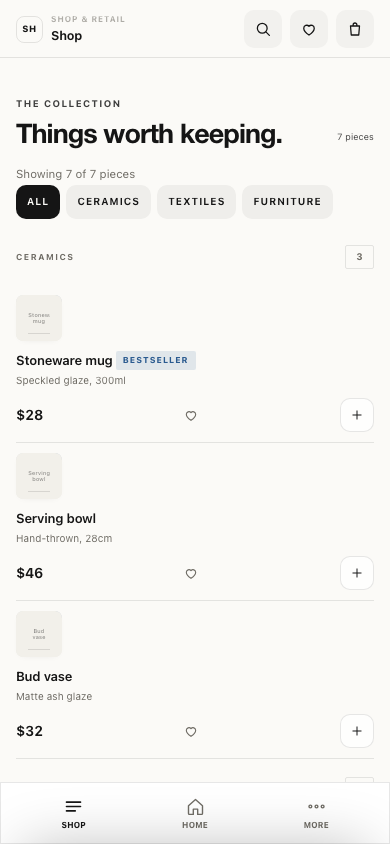 SH
SHOP & RETAIL
Shop
THE COLLECTION
Things worth keeping.
7 pieces
Showing 7 of 7 pieces
ALL
CERAMICS
TEXTILES
FURNITURE
CERAMICS
3
Stonew
mug
Stoneware mug
BESTSELLER
Speckled glaze, 300ml
$28
Serving
bowl
Serving bowl
Hand-thrown, 28cm
$46
Bud
vase
Bud vase
Matte ash glaze
$32
SHOP
HOME
MORE